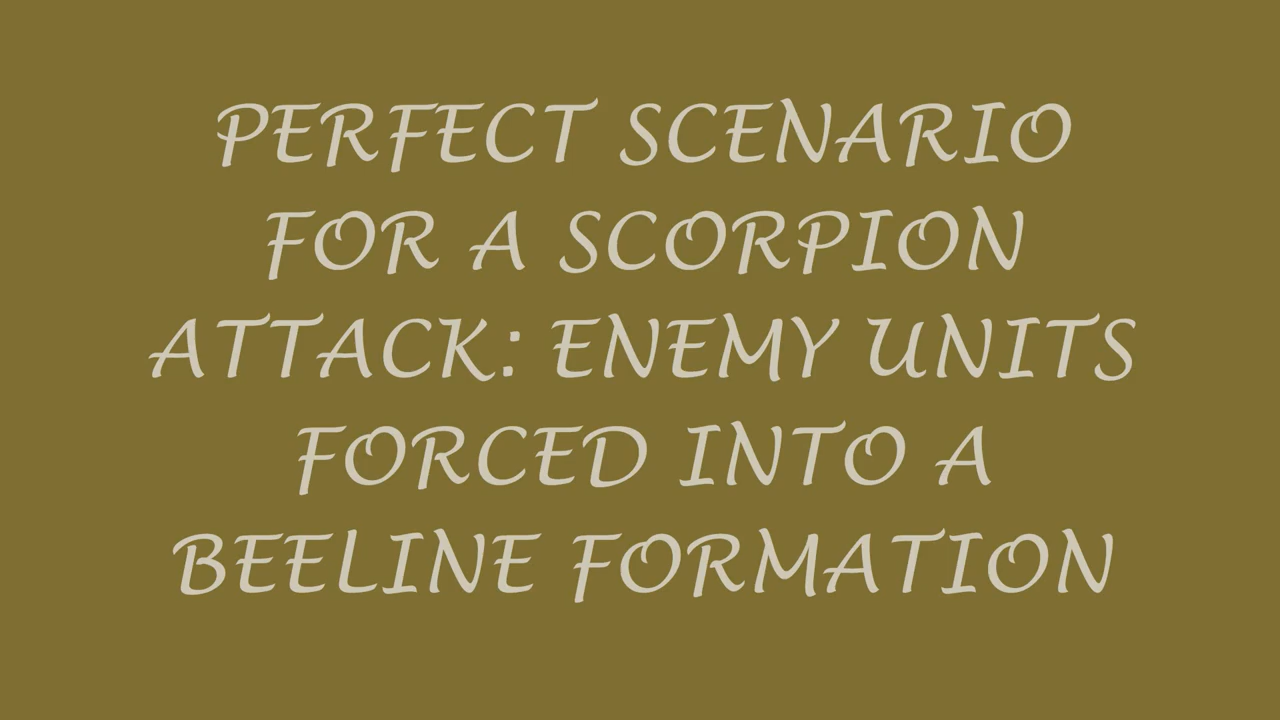 PERFECT SCENARIO
FOR A SCORPION
ATTACK: ENEMY UNITS
FORCED INTO A
BEELINE FORMATION